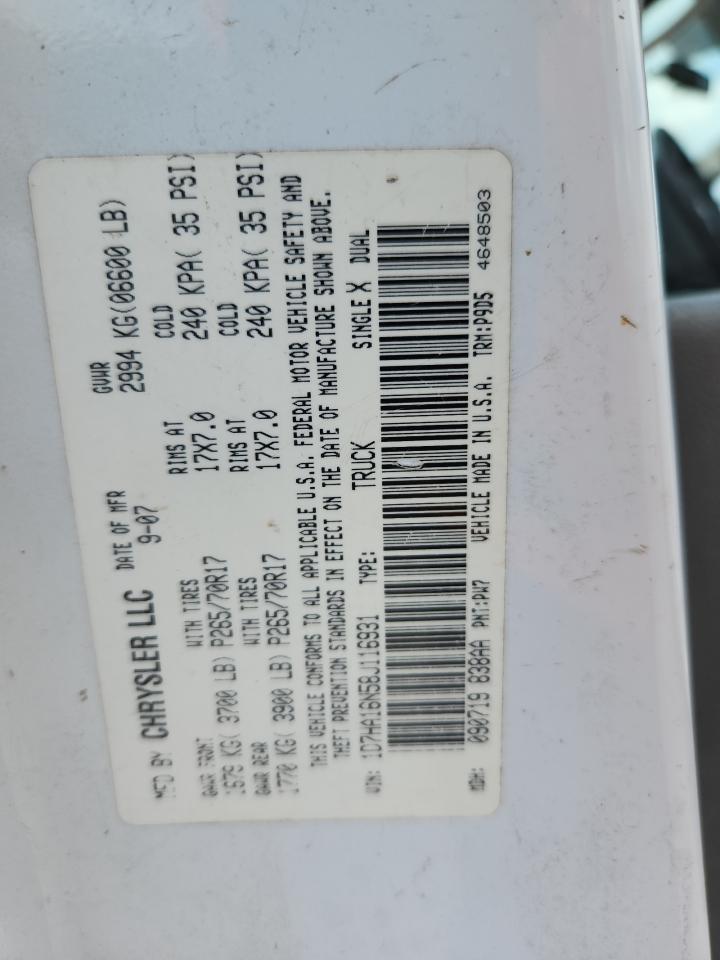 MFD BY CHRYSLER LLC DATE OF MFR 9-07 GVWR 2994 KG(06600 LB)
GAWR FRONT WITH TIRES RIMS AT COLD
KG( 3700 LB) P265/70R17 17X7.0 240 KPA( 35 PSI)
GAWR REAR WITH TIRES RIMS AT COLD
1770 KG( 3900 LB) P265/70R17 17X7.0 240 KPA( 35 PSI)
THIS VEHICLE CONFORMS TO ALL APPLICABLE U.S.A. FEDERAL MOTOR VEHICLE SAFETY AND
THEFT PREVENTION STANDARDS IN EFFECT ON THE DATE OF MANUFACTURE SHOWN ABOVE.
VIN: 1D7HA16N58J116931 TYPE: TRUCK SINGLE X DUAL
MDH: 090719 838AA PNT:PW7 VEHICLE MADE IN U.S.A. TRM:P9D5 4648503